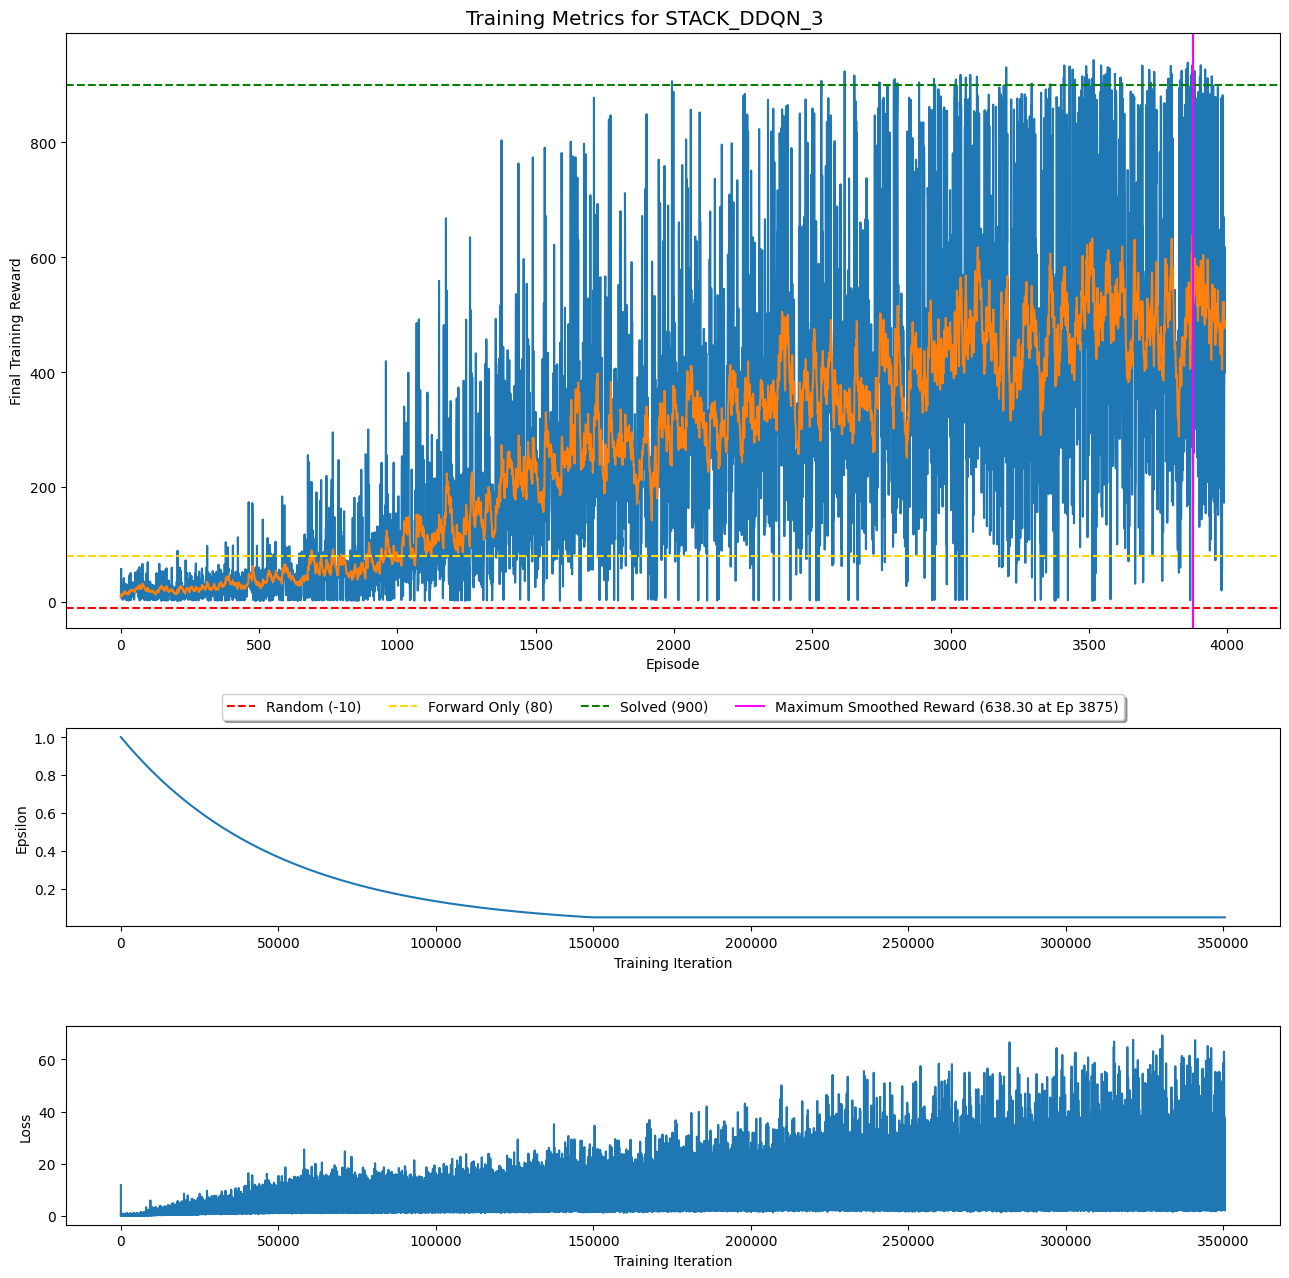 Training Metrics for STACK_DDQN_3
Final Training Reward
800
600
400
200
0
0 500 1000 1500 2000 2500 3000 3500 4000
Episode
Random (-10) Forward Only (80) Solved (900) Maximum Smoothed Reward (638.30 at Ep 3875)
Epsilon
1.0
0.8
0.6
0.4
0.2
0 50000 100000 150000 200000 250000 300000 350000
Training Iteration
Loss
60
40
20
0
0 50000 100000 150000 200000 250000 300000 350000
Training Iteration